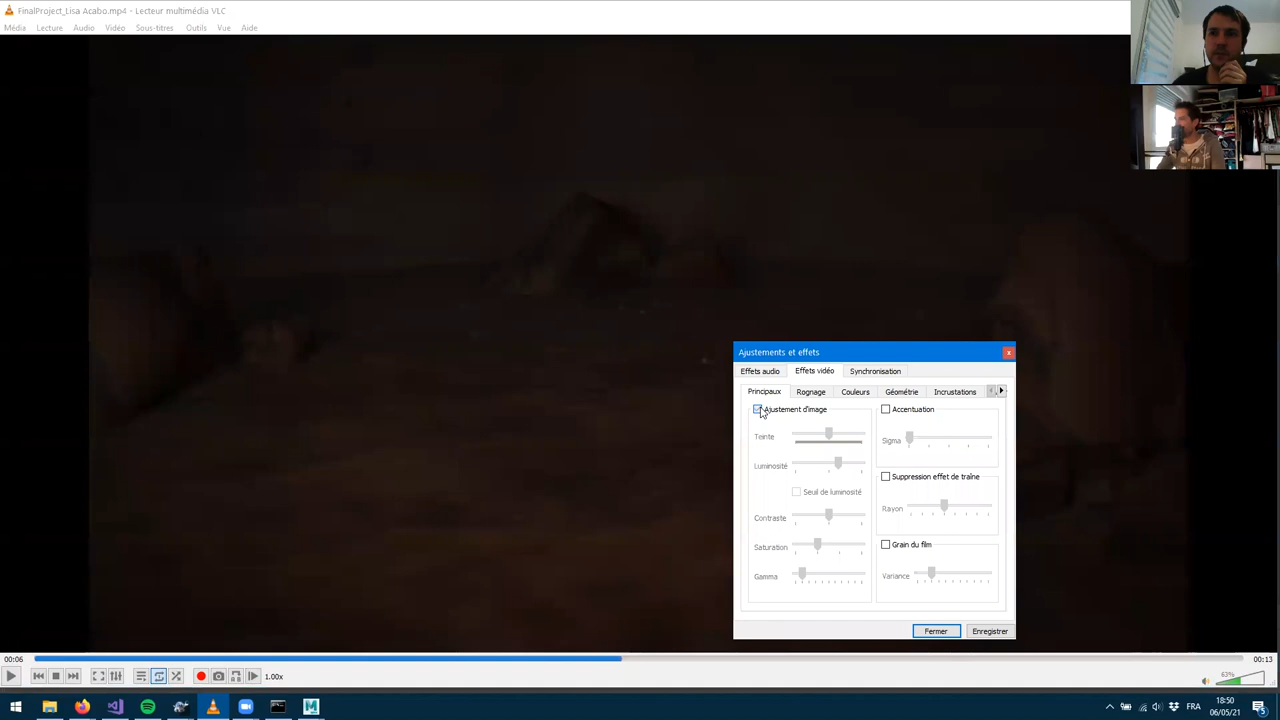 FinalProject_Lisa Acabo.mp4 - Lecteur multimédia VLC
Média Lecture Audio Vidéo Sous-titres Outils Vue Aide
Ajustements et effets
Effets audio Effets vidéo Synchronisation
Principaux Rognage Couleurs Géométrie Incrustations
Ajustement d'image
Teinte
Luminosité
Seuil de luminosité
Contraste
Saturation
Gamma
Accentuation
Sigma
Suppression effet de traîne
Rayon
Grain du film
Variance
Fermer Enregistrer
00:06 00:13
1.00x 63%
FRA 18:50
06/05/21